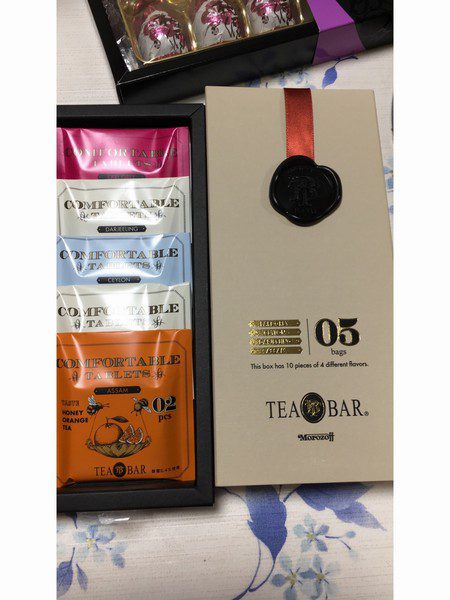 COMFORTABLE
TABLETS
COMFORTABLE
TABLETS
DARJEELING
COMFORTABLE
TABLETS
CEYLON
COMFORTABLE
TABLETS
COMFORTABLE
TABLETS
ASSAM
TASTE
HONEY
ORANGE
TEA
02
pcs
TEA BAR
05
bags
This box has 10 pieces of 4 different flavors.
TEA BAR®
Morozoff